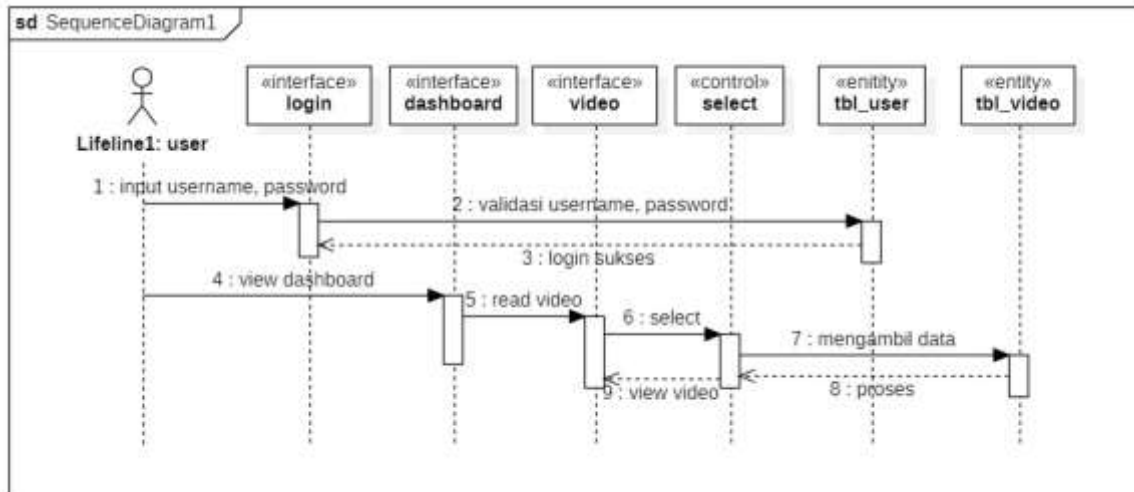 sd SequenceDiagram1
«interface»
login
«interface»
dashboard
«interface»
video
«control»
select
«enitity»
tbl_user
«entity»
tbl_video
Lifeline1: user
1 : input username, password
2 : validasi username, password
3 : login sukses
4 : view dashboard
5 : read video
6 : select
7 : mengambil data
8 : proses
9 : view video